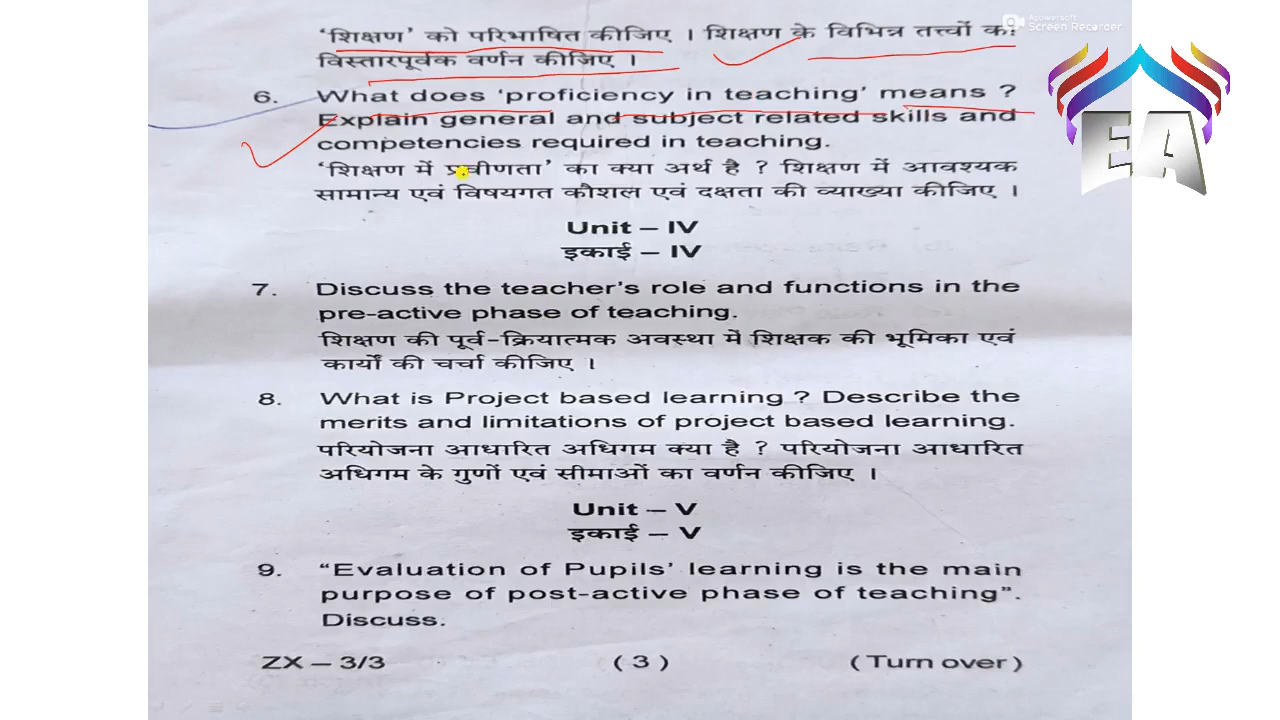 Apowersoft
Screen Recorder
'शिक्षण' को परिभाषित कीजिए । शिक्षण के विभिन्न तत्त्वों का
विस्तारपूर्वक वर्णन कीजिए ।
6. What does 'proficiency in teaching' means ?
Explain general and subject related skills and
competencies required in teaching.
'शिक्षण में प्रवीणता' का क्या अर्थ है ? शिक्षण में आवश्यक
सामान्य एवं विषयगत कौशल एवं दक्षता की व्याख्या कीजिए ।
EA
Unit – IV
इकाई – IV
7. Discuss the teacher's role and functions in the
pre-active phase of teaching.
शिक्षण की पूर्व-क्रियात्मक अवस्था में शिक्षक की भूमिका एवं
कार्यों की चर्चा कीजिए ।
8. What is Project based learning ? Describe the
merits and limitations of project based learning.
परियोजना आधारित अधिगम क्या है ? परियोजना आधारित
अधिगम के गुणों एवं सीमाओं का वर्णन कीजिए ।
Unit – V
इकाई – V
9. “Evaluation of Pupils' learning is the main
purpose of post-active phase of teaching”.
Discuss.
ZX – 3/3 ( 3 ) ( Turn over )